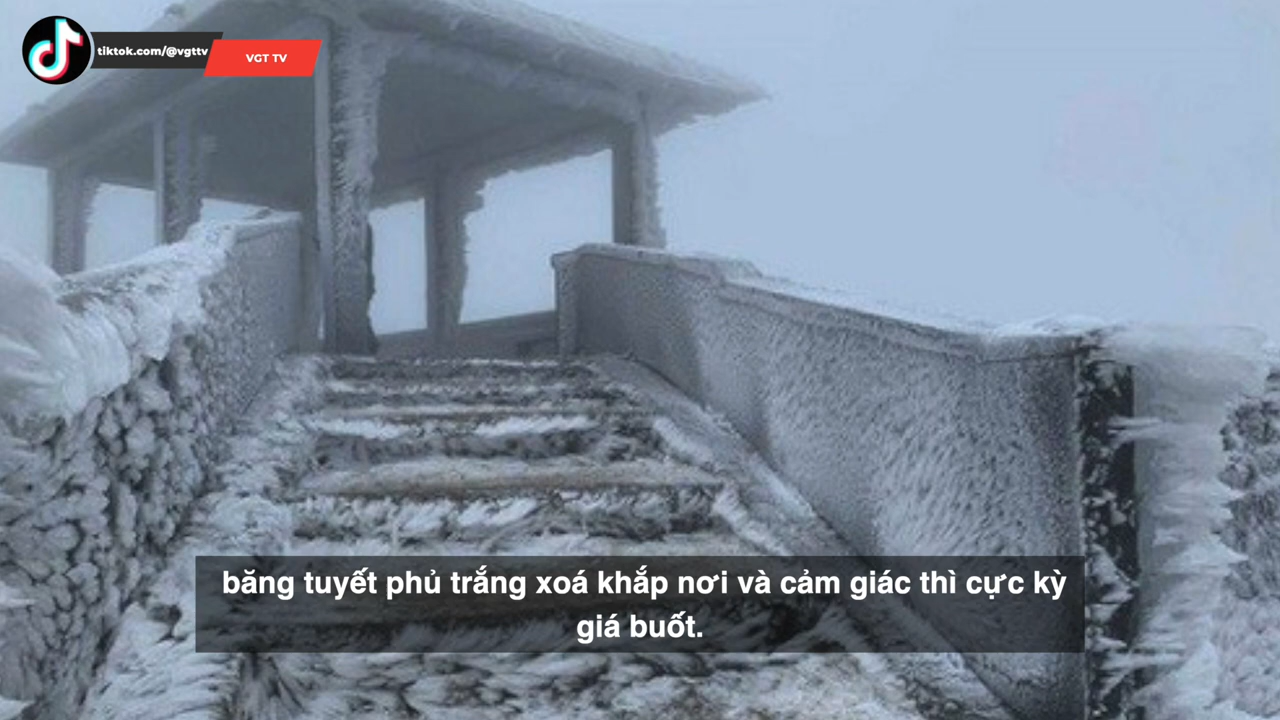 tiktok.com/@vgttv
VGT TV
băng tuyết phủ trắng xoá khắp nơi và cảm giác thì cực kỳ
giá buốt.